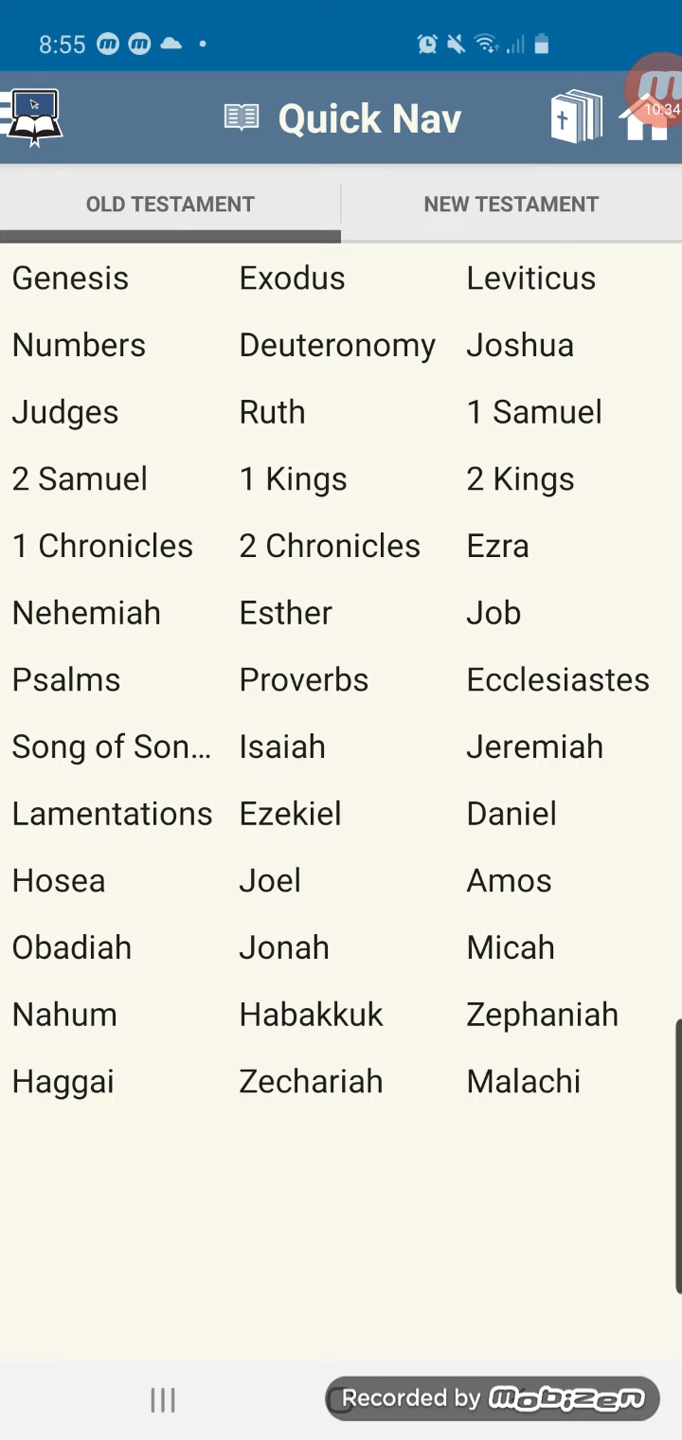 8:55
10:34
Quick Nav
OLD TESTAMENT NEW TESTAMENT
Genesis Exodus Leviticus
Numbers Deuteronomy Joshua
Judges Ruth 1 Samuel
2 Samuel 1 Kings 2 Kings
1 Chronicles 2 Chronicles Ezra
Nehemiah Esther Job
Psalms Proverbs Ecclesiastes
Song of Son... Isaiah Jeremiah
Lamentations Ezekiel Daniel
Hosea Joel Amos
Obadiah Jonah Micah
Nahum Habakkuk Zephaniah
Haggai Zechariah Malachi
Recorded by mobizen